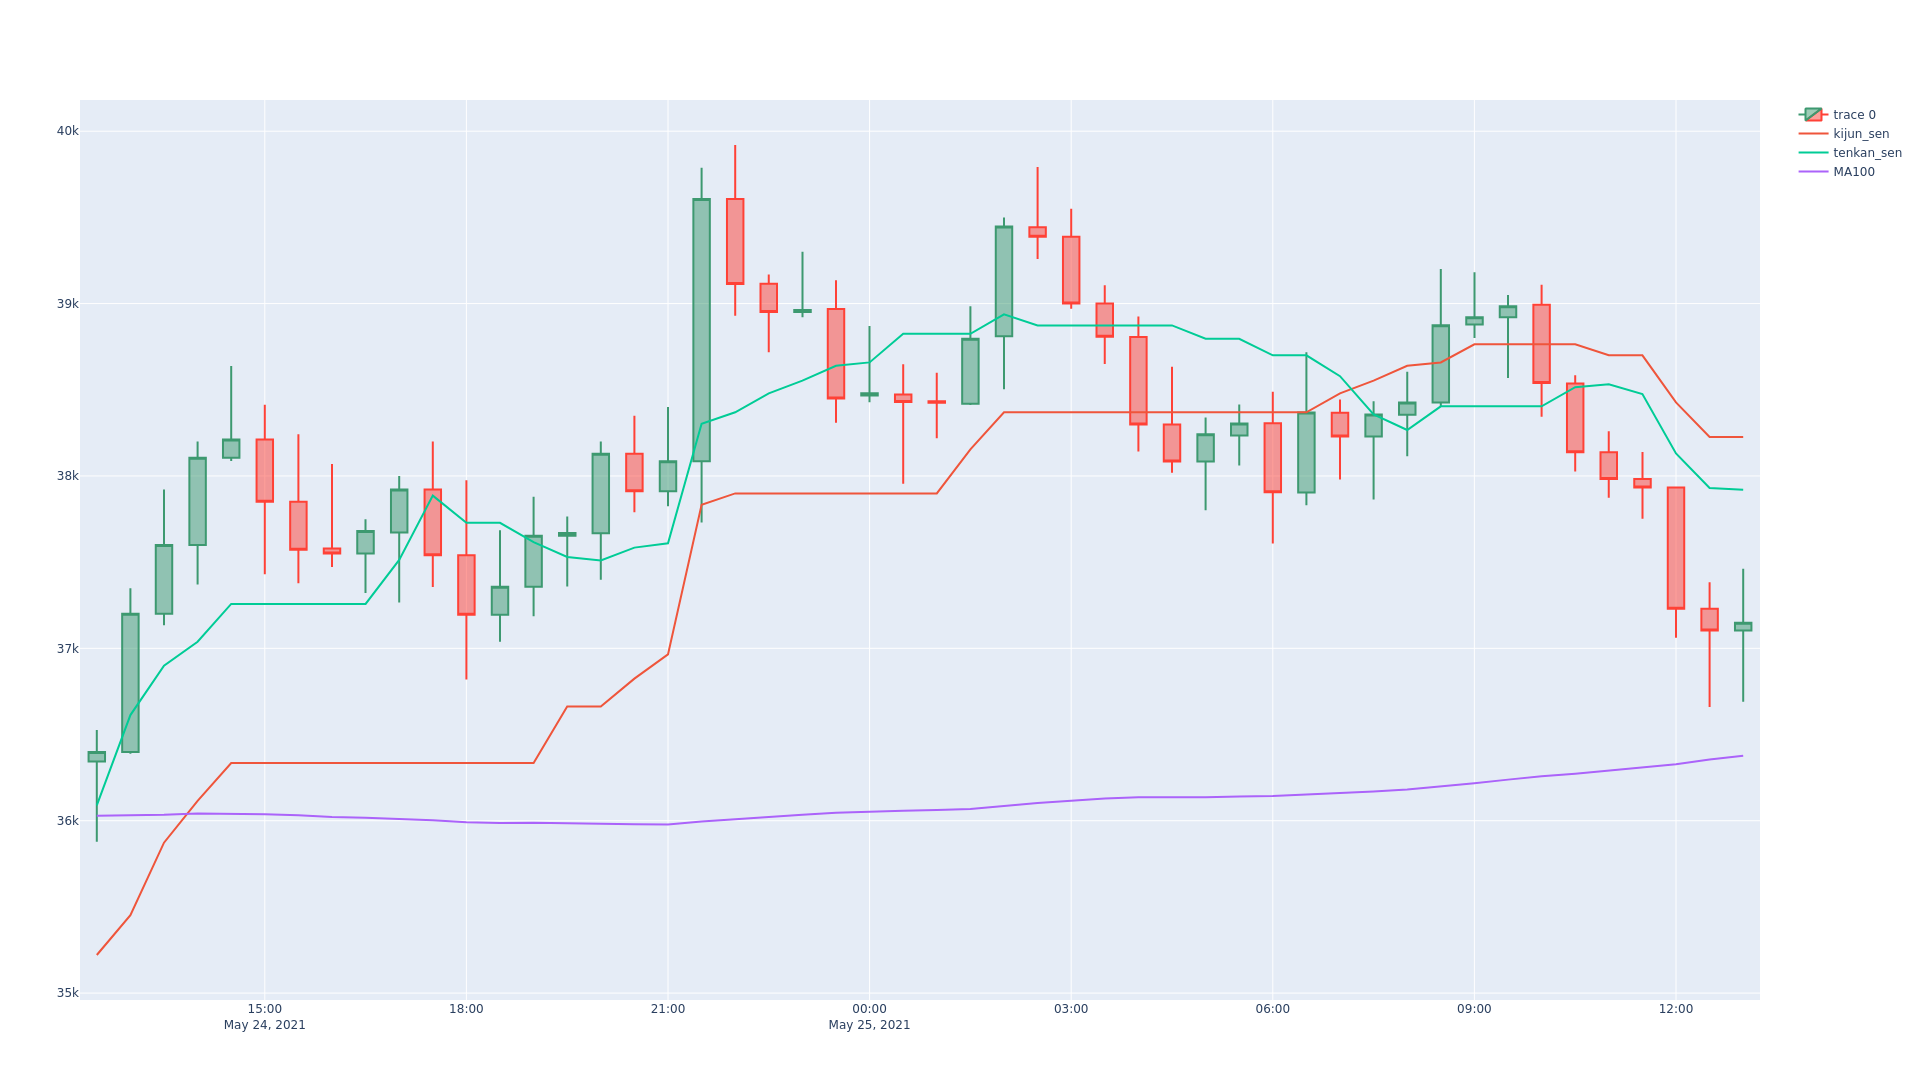 40k
39k
38k
37k
36k
35k
15:00
May 24, 2021
18:00
21:00
00:00
May 25, 2021
03:00
06:00
09:00
12:00
trace 0
kijun_sen
tenkan_sen
MA100